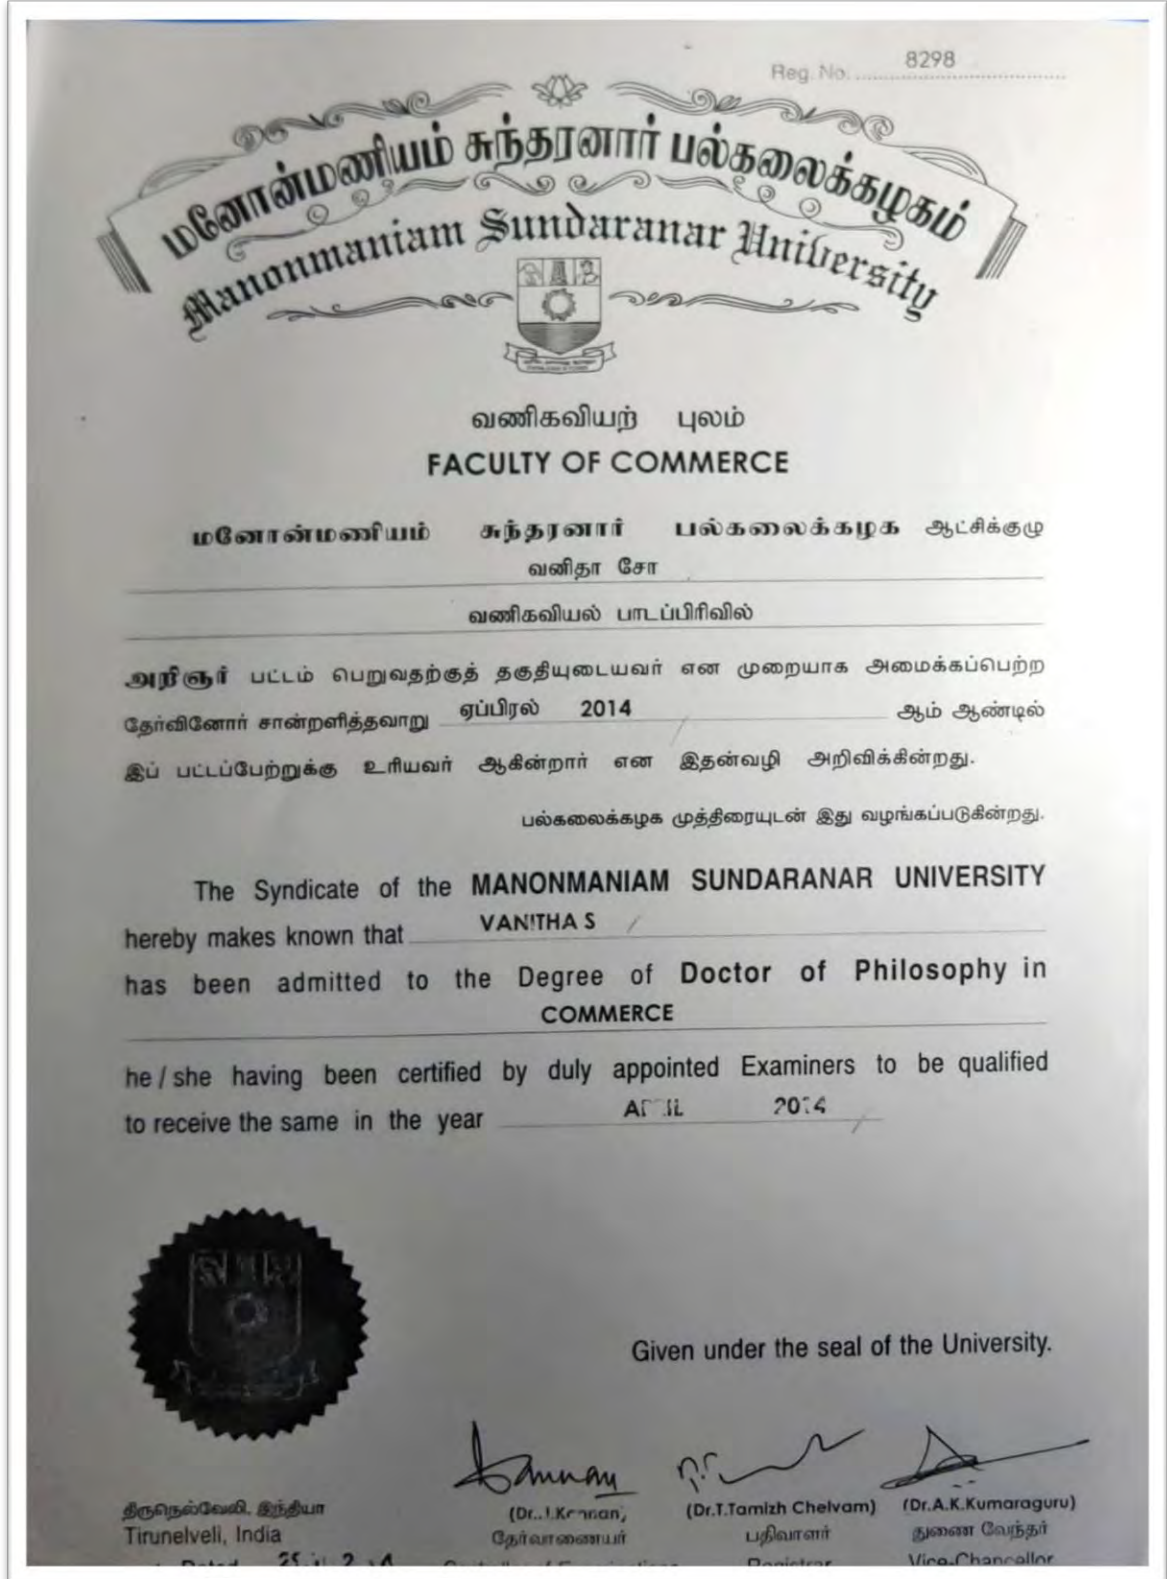 Reg. No. 8298
மனோன்மணியம் சுந்தரனார் பல்கலைக்கழகம்
Manonmaniam Sundaranar University
வணிகவியற் புலம்
FACULTY OF COMMERCE
மனோன்மணியம் சுந்தரனார் பல்கலைக்கழக ஆட்சிக்குழு
வனிதா சோ
வணிகவியல் பாடப்பிரிவில்
அறிஞர் பட்டம் பெறுவதற்குத் தகுதியுடையவர் என முறையாக அமைக்கப்பெற்ற
தேர்வினோர் சான்றளித்தவாறு ஏப்பிரல் 2014 ஆம் ஆண்டில்
இப் பட்டப்பேற்றுக்கு உரியவர் ஆகின்றார் என இதன்வழி அறிவிக்கின்றது.
பல்கலைக்கழக முத்திரையுடன் இது வழங்கப்படுகின்றது.
The Syndicate of the MANONMANIAM SUNDARANAR UNIVERSITY
hereby makes known that VANITHA S
has been admitted to the Degree of Doctor of Philosophy in
COMMERCE
he / she having been certified by duly appointed Examiners to be qualified
to receive the same in the year APRIL 2014
Given under the seal of the University.
திருநெல்வேலி, இந்தியா (Dr.T.Tamizh Chelvam) (Dr.A.K.Kumaraguru)
Tirunelveli, India தேர்வாணையர் பதிவாளர் துணை வேந்தர்
Dated Registrar Vice-Chancellor